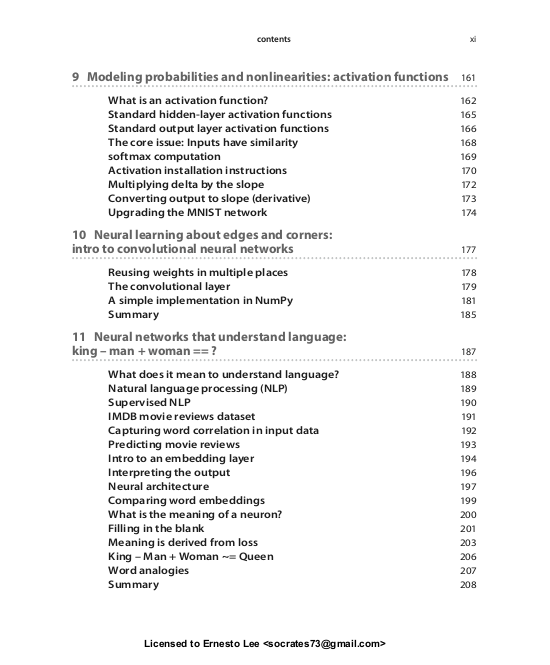 contents xi
9 Modeling probabilities and nonlinearities: activation functions 161
What is an activation function? 162
Standard hidden-layer activation functions 165
Standard output layer activation functions 166
The core issue: Inputs have similarity 168
softmax computation 169
Activation installation instructions 170
Multiplying delta by the slope 172
Converting output to slope (derivative) 173
Upgrading the MNIST network 174
10 Neural learning about edges and corners:
intro to convolutional neural networks 177
Reusing weights in multiple places 178
The convolutional layer 179
A simple implementation in NumPy 181
Summary 185
11 Neural networks that understand language:
king – man + woman == ? 187
What does it mean to understand language? 188
Natural language processing (NLP) 189
Supervised NLP 190
IMDB movie reviews dataset 191
Capturing word correlation in input data 192
Predicting movie reviews 193
Intro to an embedding layer 194
Interpreting the output 196
Neural architecture 197
Comparing word embeddings 199
What is the meaning of a neuron? 200
Filling in the blank 201
Meaning is derived from loss 203
King – Man + Woman ~= Queen 206
Word analogies 207
Summary 208
Licensed to Ernesto Lee <socrates73@gmail.com>